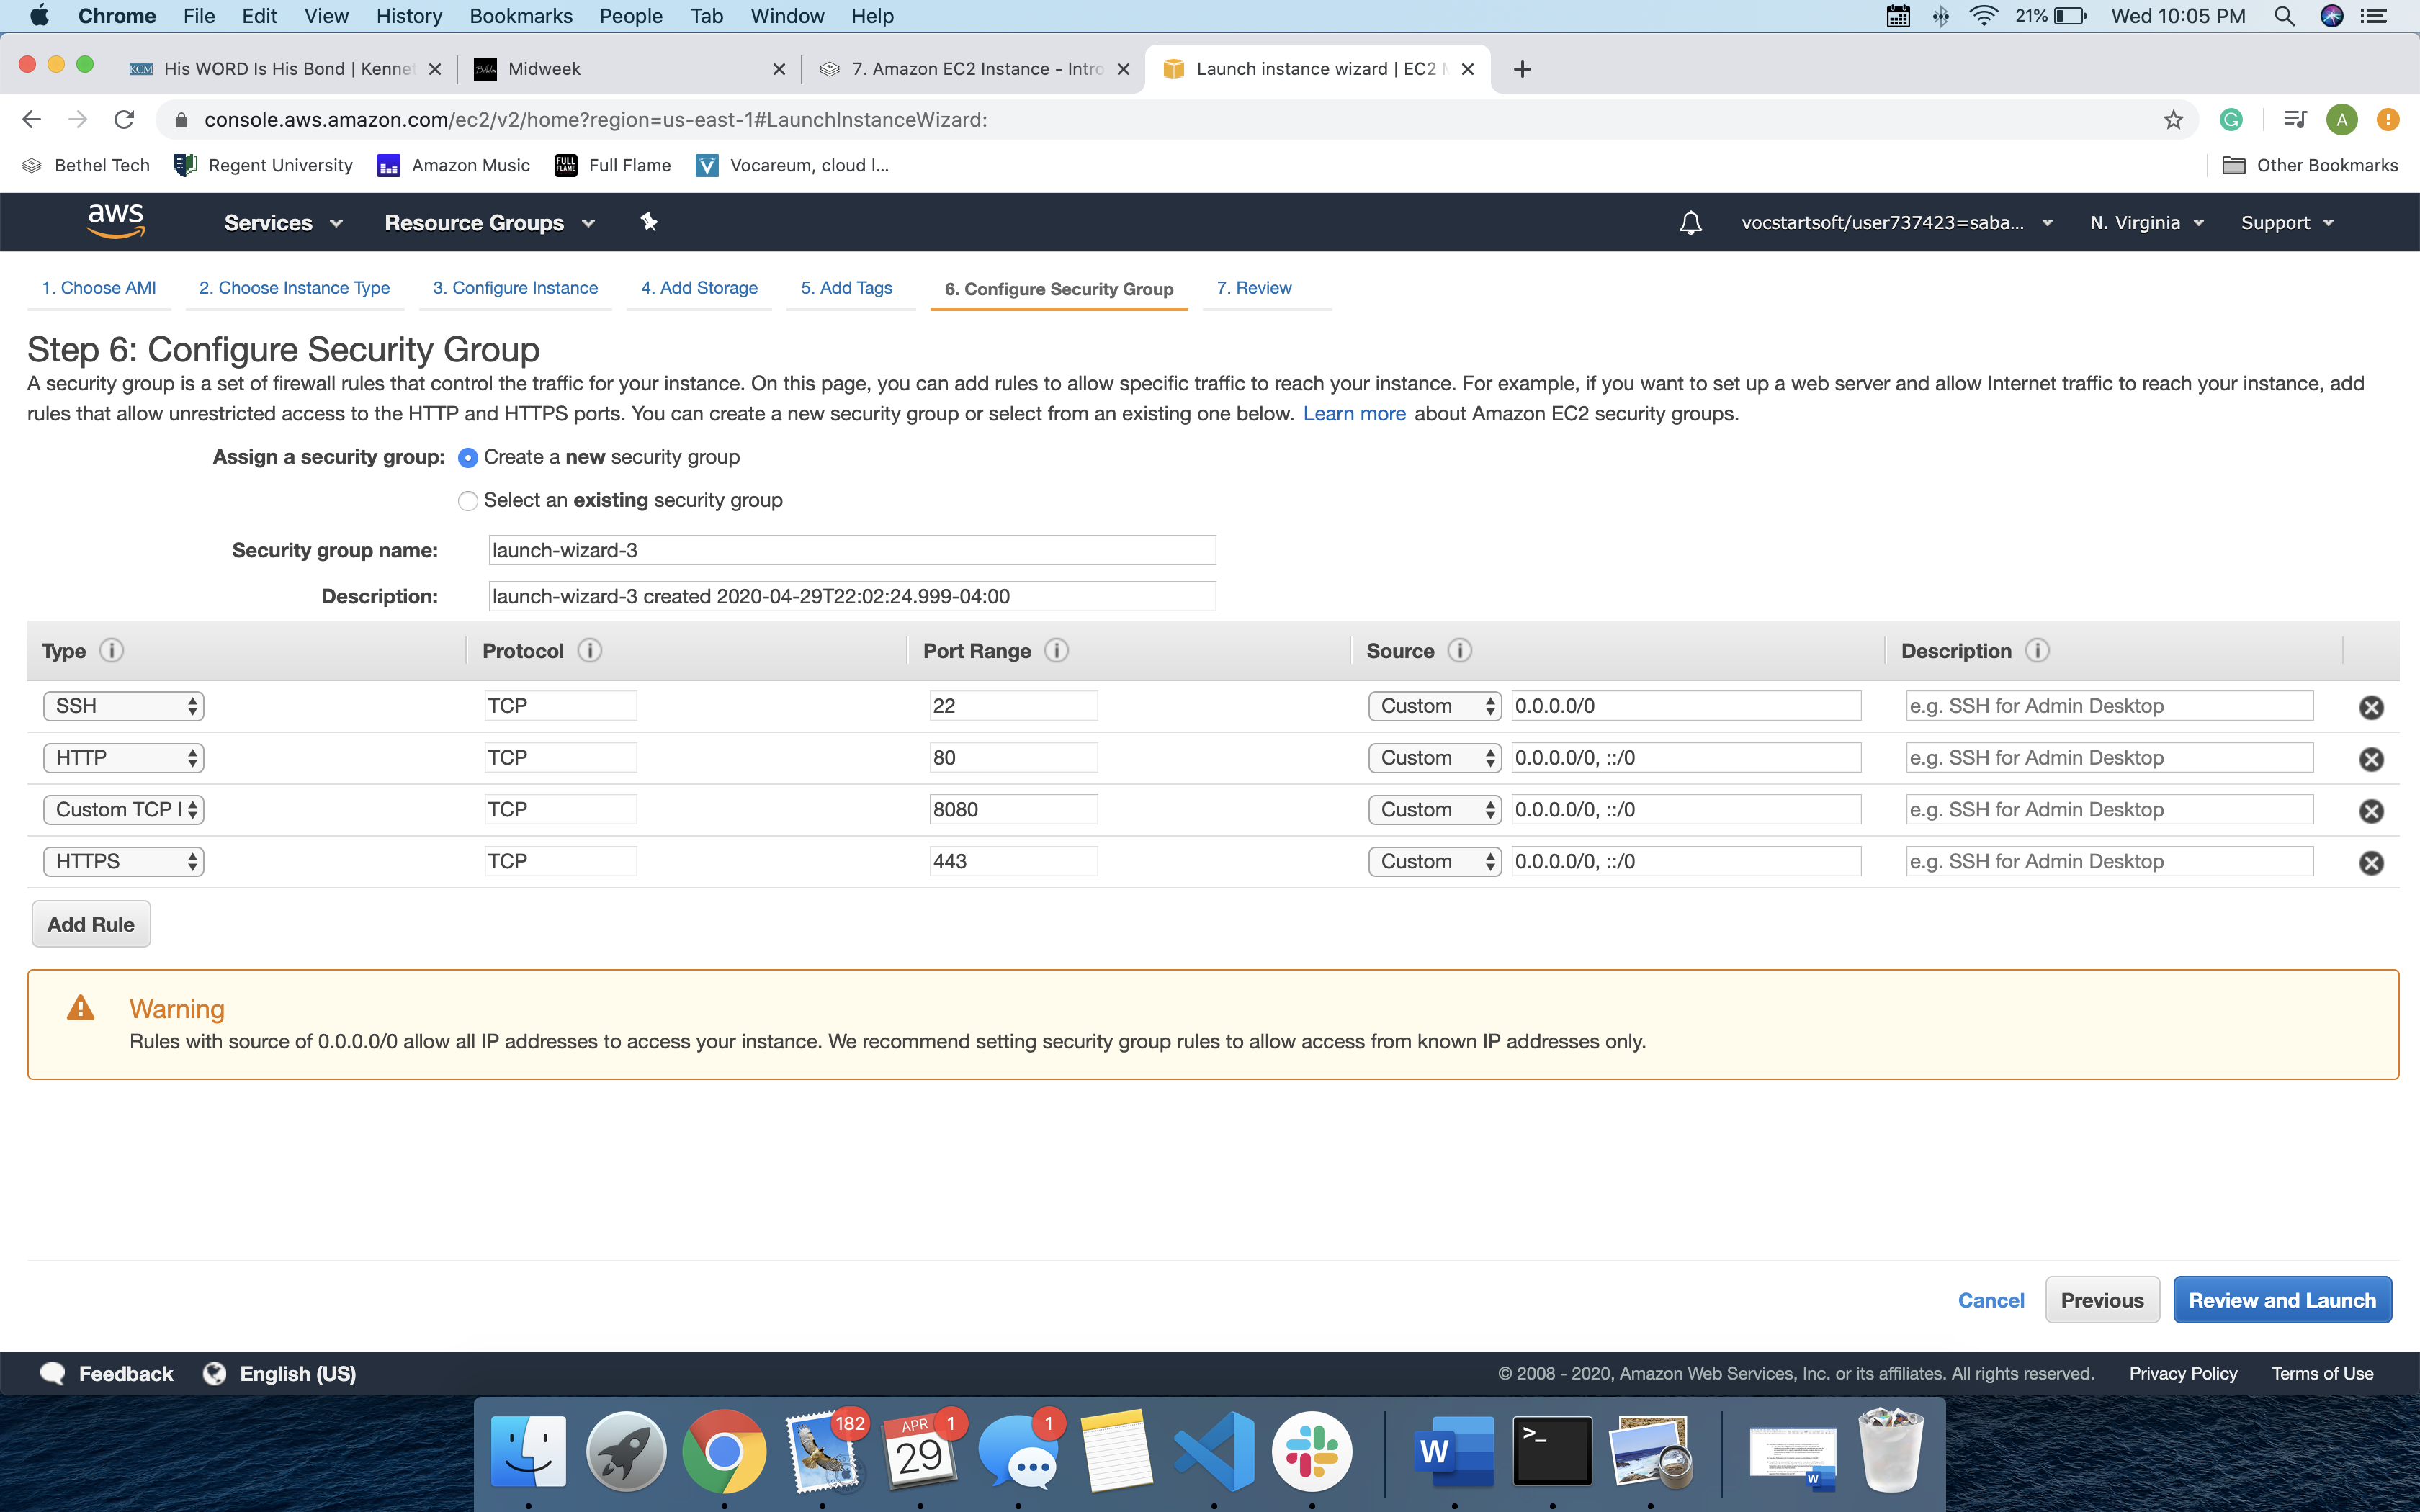 Chrome File Edit View History Bookmarks People Tab Window Help 21% Wed 10:05 PM
KCM His WORD Is His Bond | Kennet Midweek 7. Amazon EC2 Instance - Intro Launch instance wizard | EC2 M
console.aws.amazon.com/ec2/v2/home?region=us-east-1#LaunchInstanceWizard: G A
Bethel Tech Regent University Amazon Music FULL FLAME Full Flame Vocareum, cloud l... Other Bookmarks
aws Services Resource Groups vocstartsoft/user737423=saba... N. Virginia Support
1. Choose AMI 2. Choose Instance Type 3. Configure Instance 4. Add Storage 5. Add Tags 6. Configure Security Group 7. Review
Step 6: Configure Security Group
A security group is a set of firewall rules that control the traffic for your instance. On this page, you can add rules to allow specific traffic to reach your instance. For example, if you want to set up a web server and allow Internet traffic to reach your instance, add
rules that allow unrestricted access to the HTTP and HTTPS ports. You can create a new security group or select from an existing one below. Learn more about Amazon EC2 security groups.
Assign a security group: Create a new security group
Select an existing security group
Security group name: launch-wizard-3
Description: launch-wizard-3 created 2020-04-29T22:02:24.999-04:00
Type i Protocol i Port Range i Source i Description i
SSH TCP 22 Custom 0.0.0.0/0 e.g. SSH for Admin Desktop
HTTP TCP 80 Custom 0.0.0.0/0, ::/0 e.g. SSH for Admin Desktop
Custom TCP TCP 8080 Custom 0.0.0.0/0, ::/0 e.g. SSH for Admin Desktop
HTTPS TCP 443 Custom 0.0.0.0/0, ::/0 e.g. SSH for Admin Desktop
Add Rule
Warning
Rules with source of 0.0.0.0/0 allow all IP addresses to access your instance. We recommend setting security group rules to allow access from known IP addresses only.
Cancel Previous Review and Launch
Feedback English (US) © 2008 - 2020, Amazon Web Services, Inc. or its affiliates. All rights reserved. Privacy Policy Terms of Use
182 APR 29 1 1 W >_ W